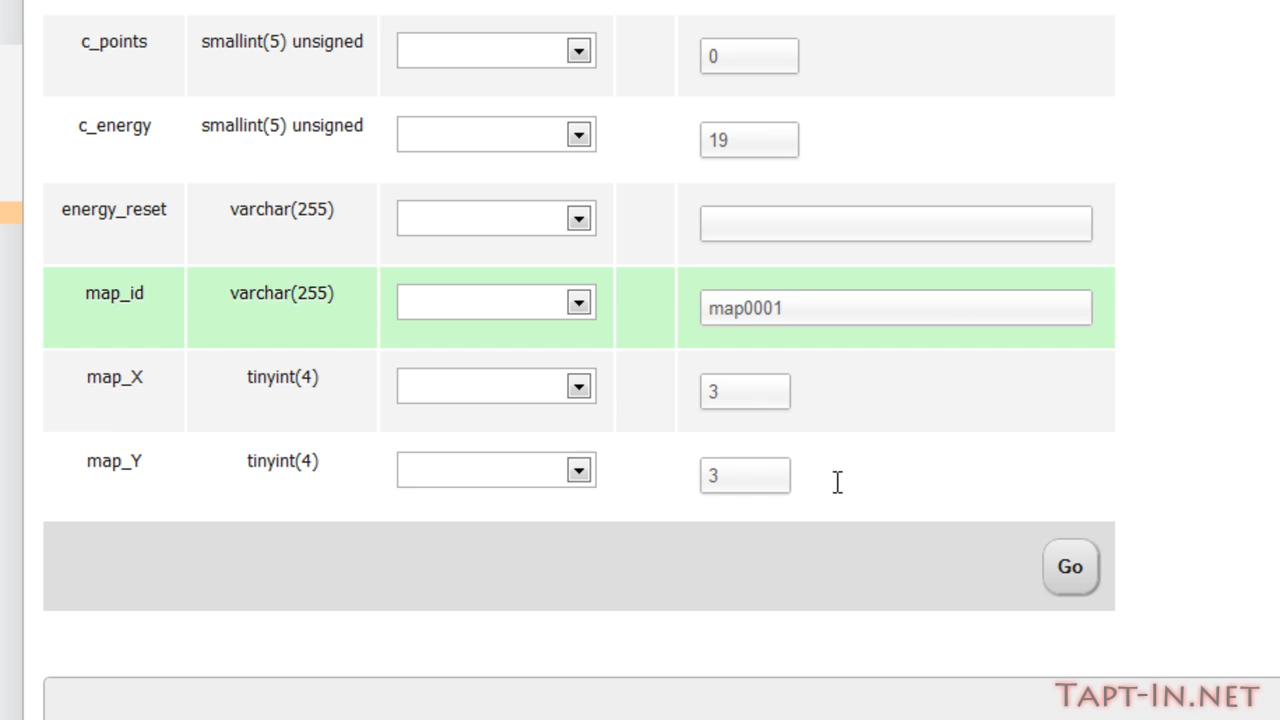 c_points smallint(5) unsigned 0
c_energy smallint(5) unsigned 19
energy_reset varchar(255)
map_id varchar(255) map0001
map_X tinyint(4) 3
map_Y tinyint(4) 3
Go
Tapt-In.net